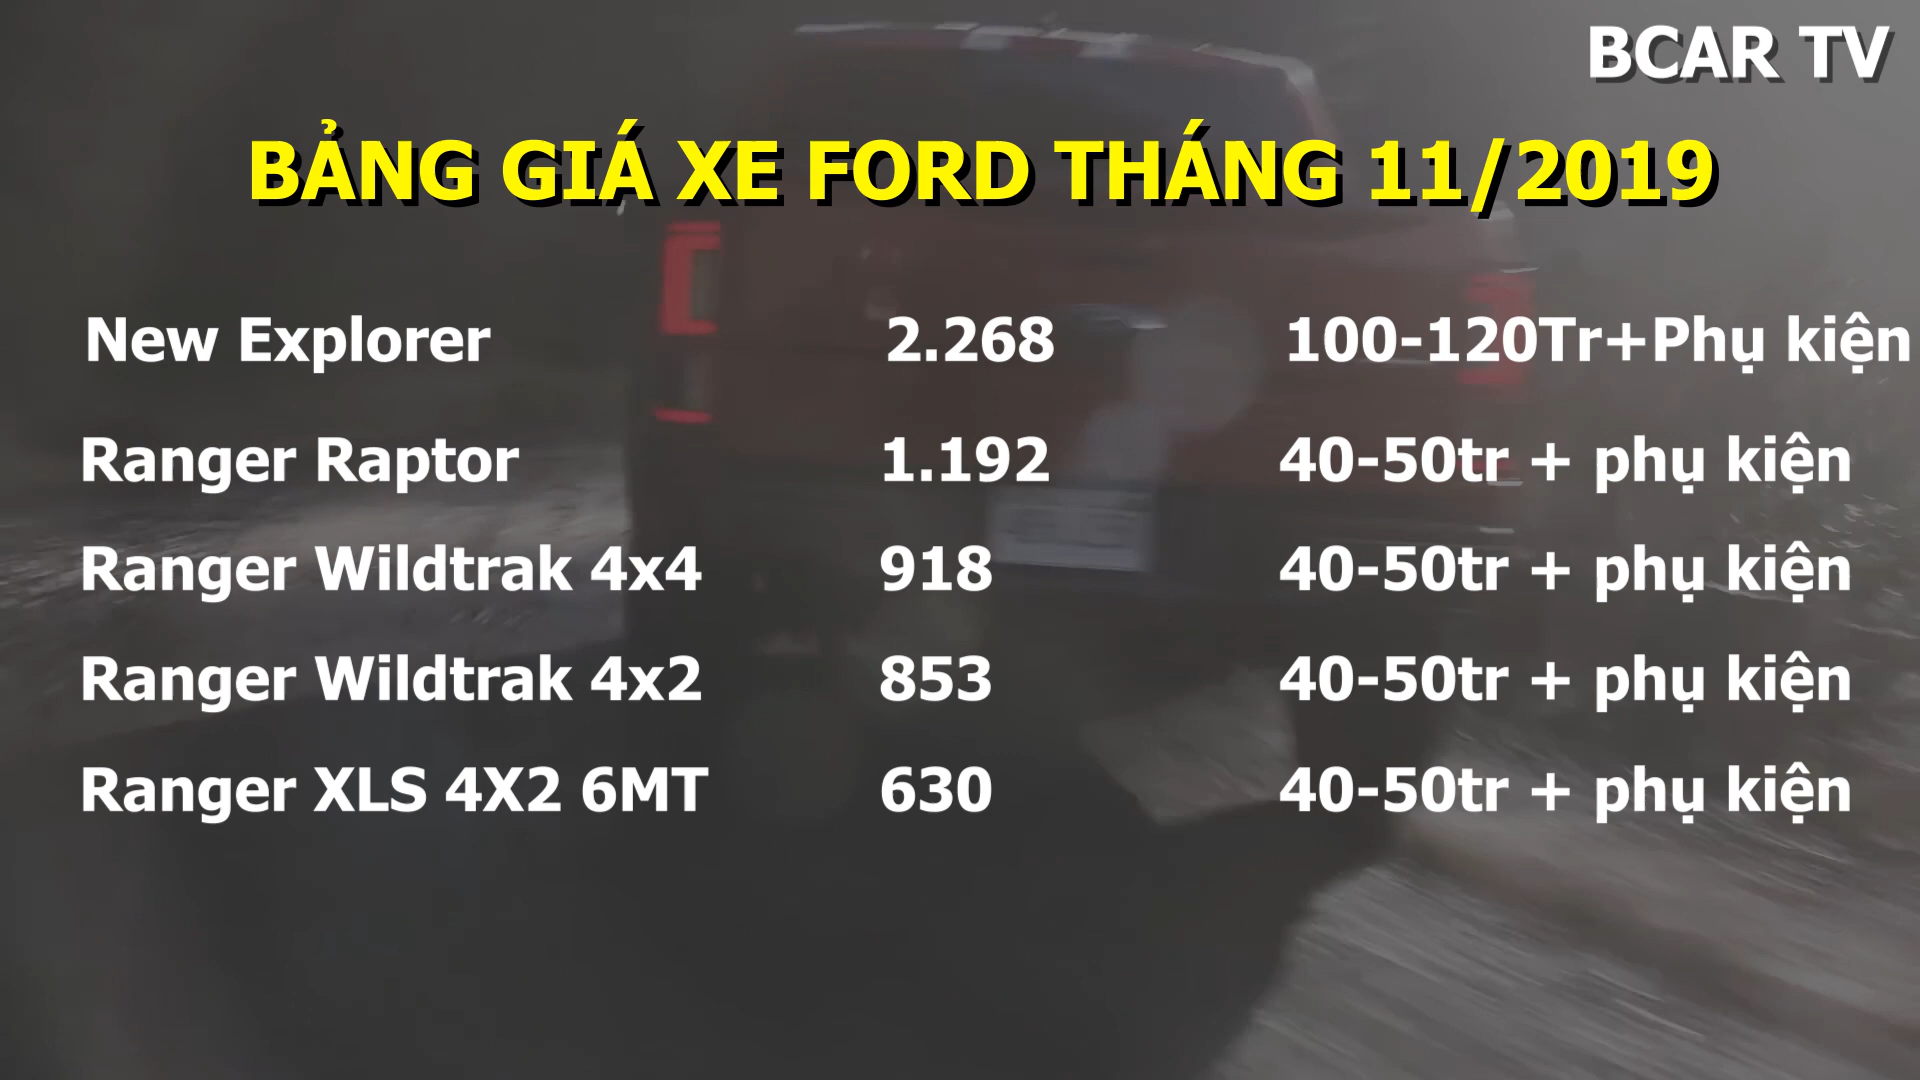 BCAR TV
BẢNG GIÁ XE FORD THÁNG 11/2019
New Explorer 2.268 100-120Tr+Phụ kiện
Ranger Raptor 1.192 40-50tr + phụ kiện
Ranger Wildtrak 4x4 918 40-50tr + phụ kiện
Ranger Wildtrak 4x2 853 40-50tr + phụ kiện
Ranger XLS 4X2 6MT 630 40-50tr + phụ kiện